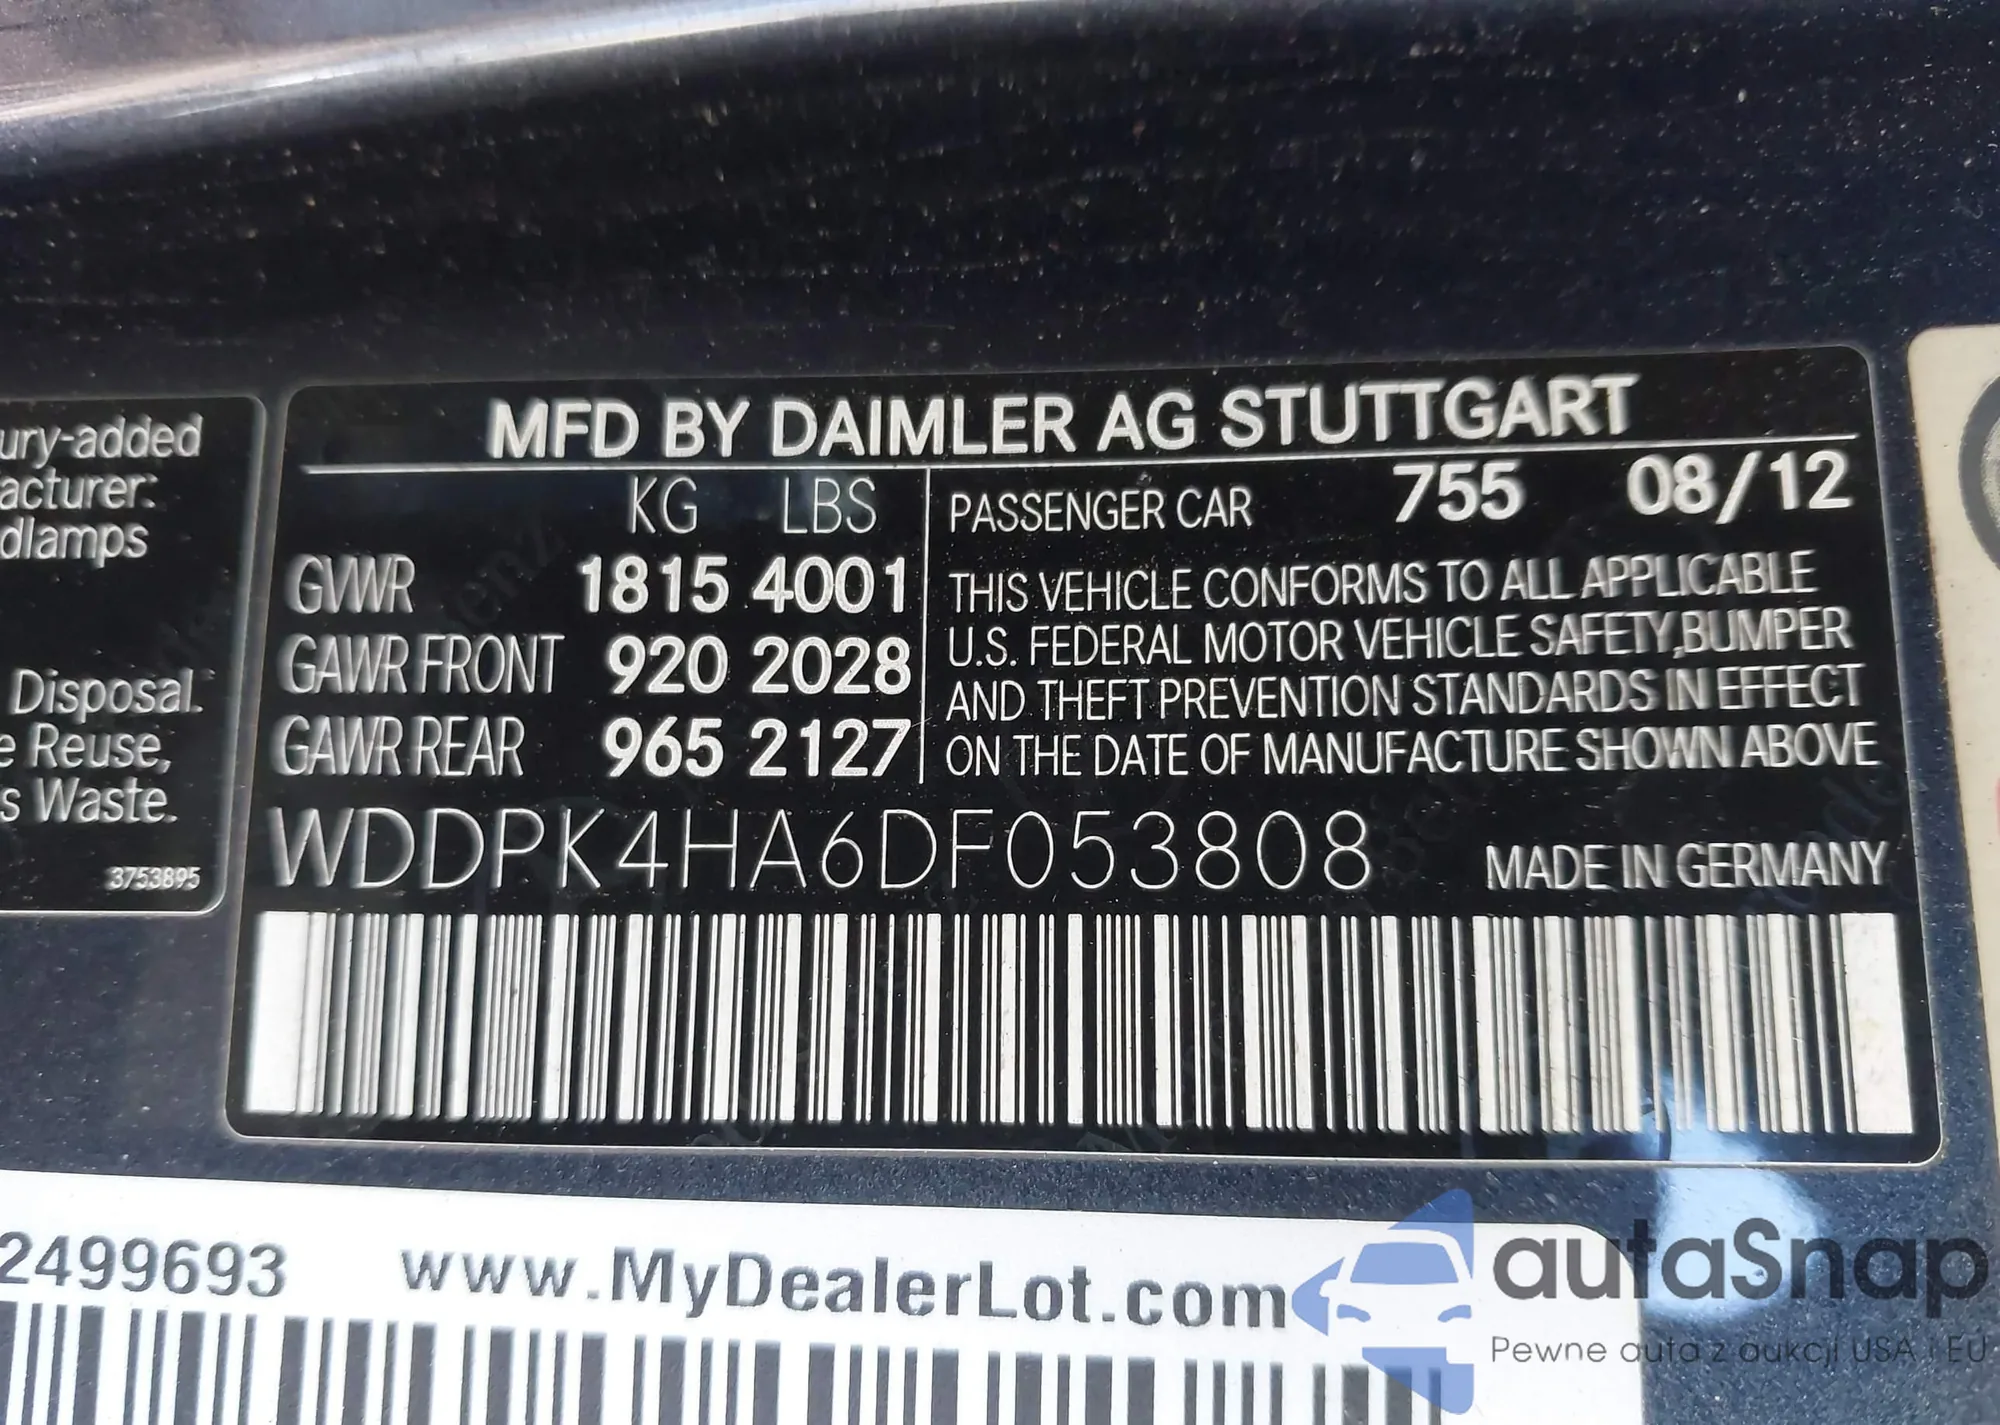 ury-added
acturer:
dlamps
Disposal.
e Reuse,
s Waste.
3753895
MFD BY DAIMLER AG STUTTGART
KG LBS
GVWR 1815 4001
GAWR FRONT 920 2028
GAWR REAR 965 2127
PASSENGER CAR 755 08/12
THIS VEHICLE CONFORMS TO ALL APPLICABLE
U.S. FEDERAL MOTOR VEHICLE SAFETY,BUMPER
AND THEFT PREVENTION STANDARDS IN EFFECT
ON THE DATE OF MANUFACTURE SHOWN ABOVE
WDDPK4HA6DF053808 MADE IN GERMANY
2499693 www.MyDealerLot.com
autaSnap
Pewne auta z aukcji USA i EU